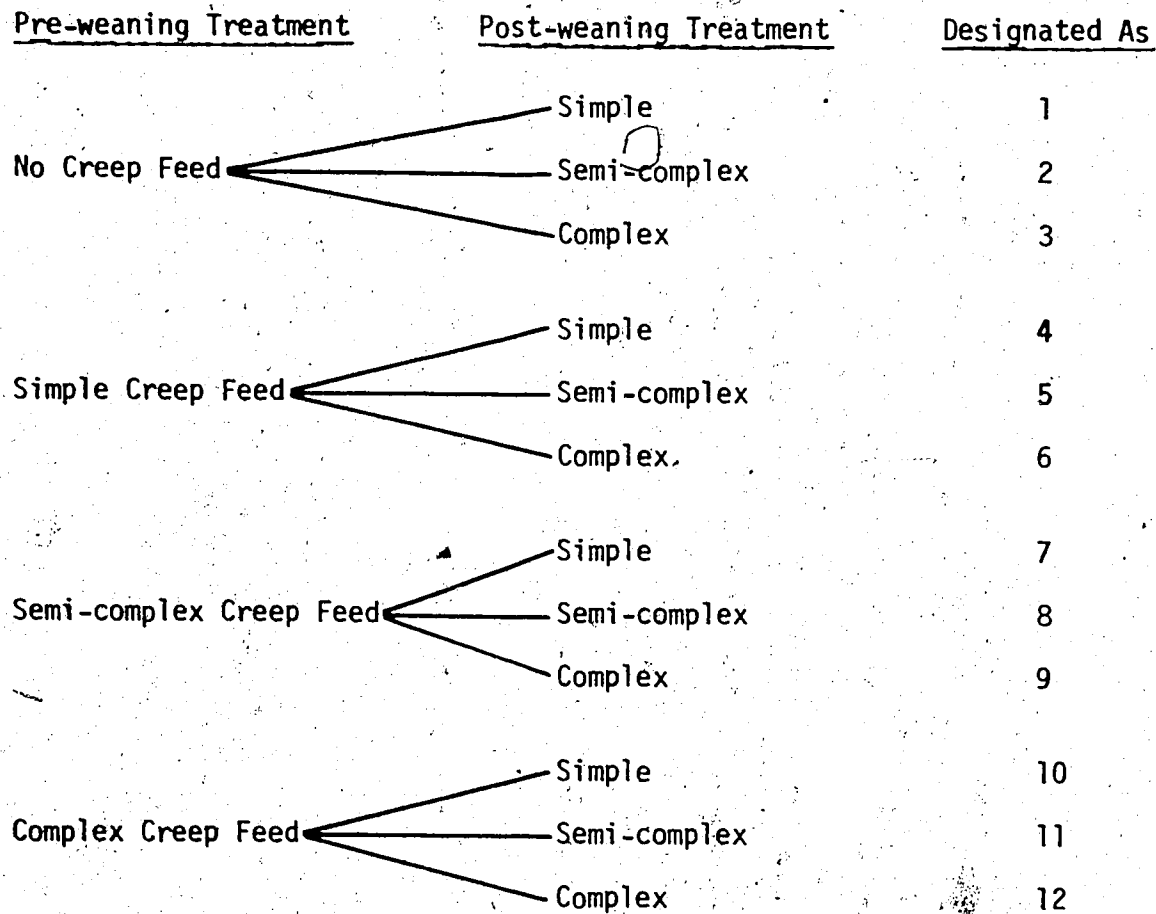 Pre-weaning Treatment Post-weaning Treatment Designated As
Simple 1
No Creep Feed Semi-complex 2
Complex 3
Simple 4
Simple Creep Feed Semi-complex 5
Complex 6
Simple 7
Semi-complex Creep Feed Semi-complex 8
Complex 9
Simple 10
Complex Creep Feed Semi-complex 11
Complex 12